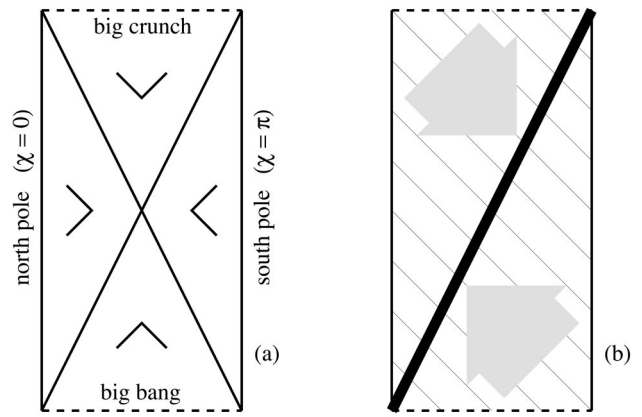 big crunch
north pole (χ = 0)
south pole (χ = π)
big bang
(a)
(b)